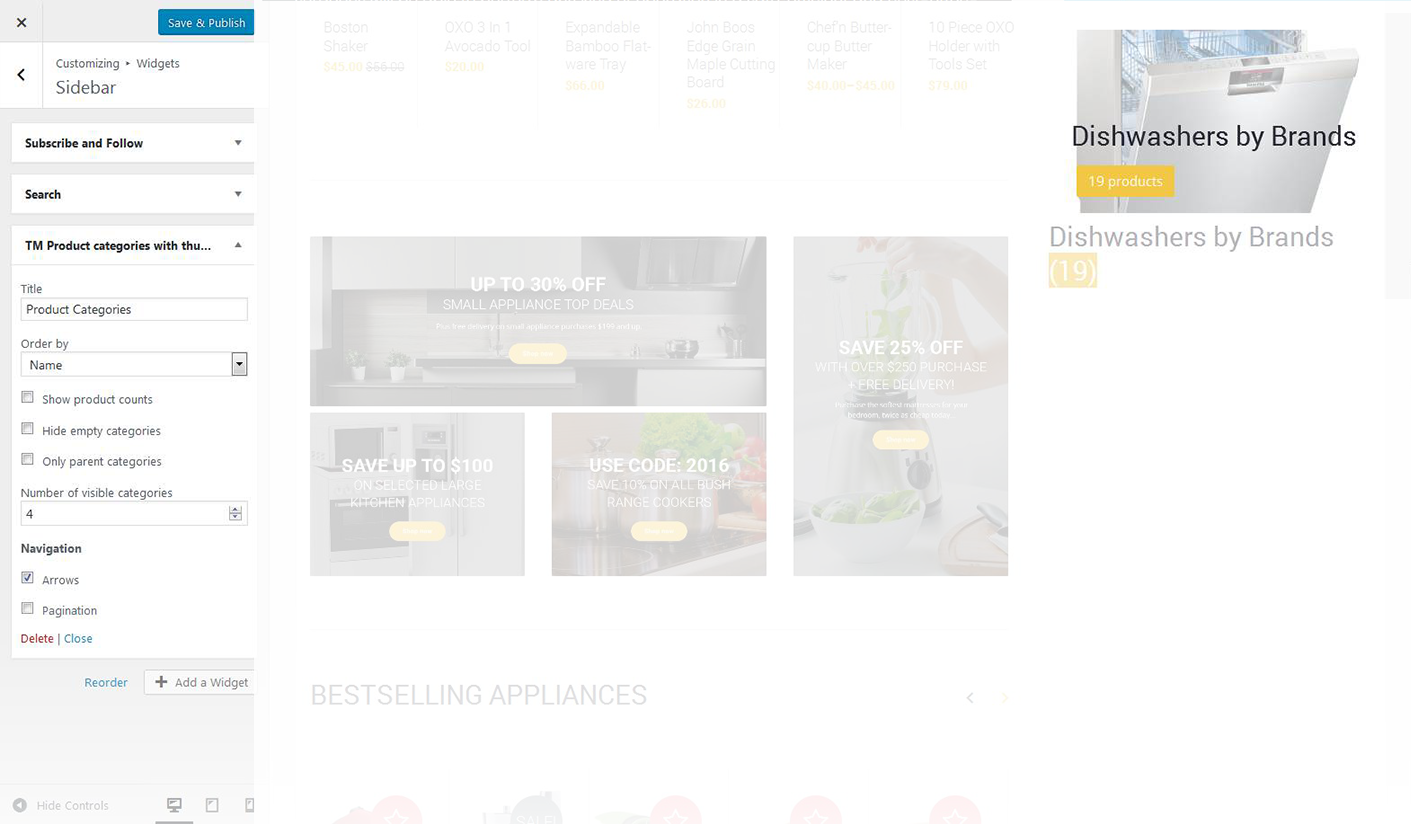 Save & Publish
Customizing ▸ Widgets
Sidebar
Subscribe and Follow
Search
TM Product categories with thu...
Title
Product Categories
Order by
Name
Show product counts
Hide empty categories
Only parent categories
Number of visible categories
4
Navigation
Arrows
Pagination
Delete | Close
Reorder
Add a Widget
Hide Controls
Boston
Shaker
$45.00 $55.00
OXO 3 In 1
Avocado Tool
$20.00
Expandable
Bamboo Flat-
ware Tray
$66.00
John Boos
Edge Grain
Maple Cutting
Board
$26.00
Chef'n Butter-
cup Butter
Maker
$40.00–$45.00
10 Piece OXO
Holder with
Tools Set
$79.00
UP TO 30% OFF
SMALL APPLIANCE TOP DEALS
Plus free delivery on small appliance purchases $199 and up.
Shop now
SAVE UP TO $100
ON SELECTED LARGE
KITCHEN APPLIANCES
Shop now
USE CODE: 2016
SAVE 10% ON ALL RUSH
RANGE COOKERS
Shop now
SAVE 25% OFF
WITH OVER $250 PURCHASE
+ FREE DELIVERY!
Purchase the softest mattresses for your
bedroom, twice as cheap today.
Shop now
BESTSELLING APPLIANCES
SALE!
Dishwashers by Brands
19 products
Dishwashers by Brands
(19)